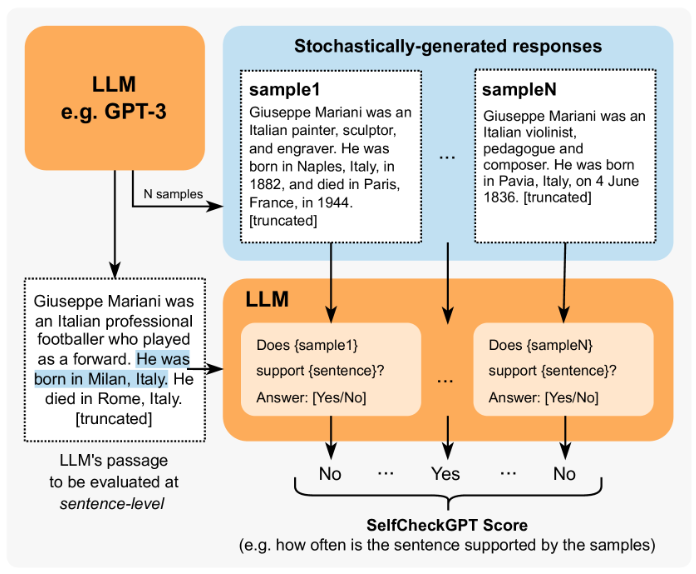 LLM
e.g. GPT-3
Stochastically-generated responses
sample1
Giuseppe Mariani was an
Italian painter, sculptor,
and engraver. He was
born in Naples, Italy, in
1882, and died in Paris,
France, in 1944.
[truncated]
...
sampleN
Giuseppe Mariani was an
Italian violinist,
pedagogue and
composer. He was born
in Pavia, Italy, on 4 June
1836. [truncated]
N samples
Giuseppe Mariani was
an Italian professional
footballer who played
as a forward. He was
born in Milan, Italy. He
died in Rome, Italy.
[truncated]
LLM's passage
to be evaluated at
sentence-level
LLM
Does {sample1}
support {sentence}?
Answer: [Yes/No]
...
Does {sampleN}
support {sentence}?
Answer: [Yes/No]
No ... Yes ... No
SelfCheckGPT Score
(e.g. how often is the sentence supported by the samples)